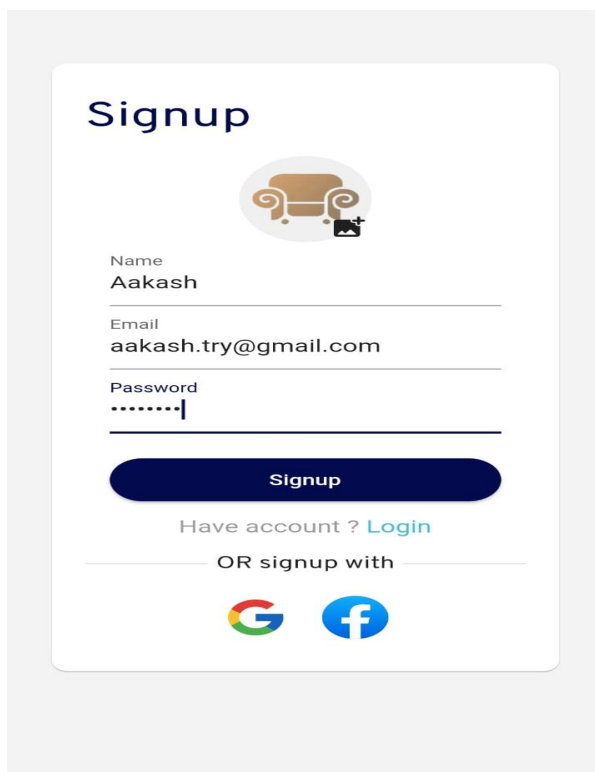 Signup
Name
Aakash
Email
aakash.try@gmail.com
Password
••••••••
Signup
Have account ? Login
OR signup with